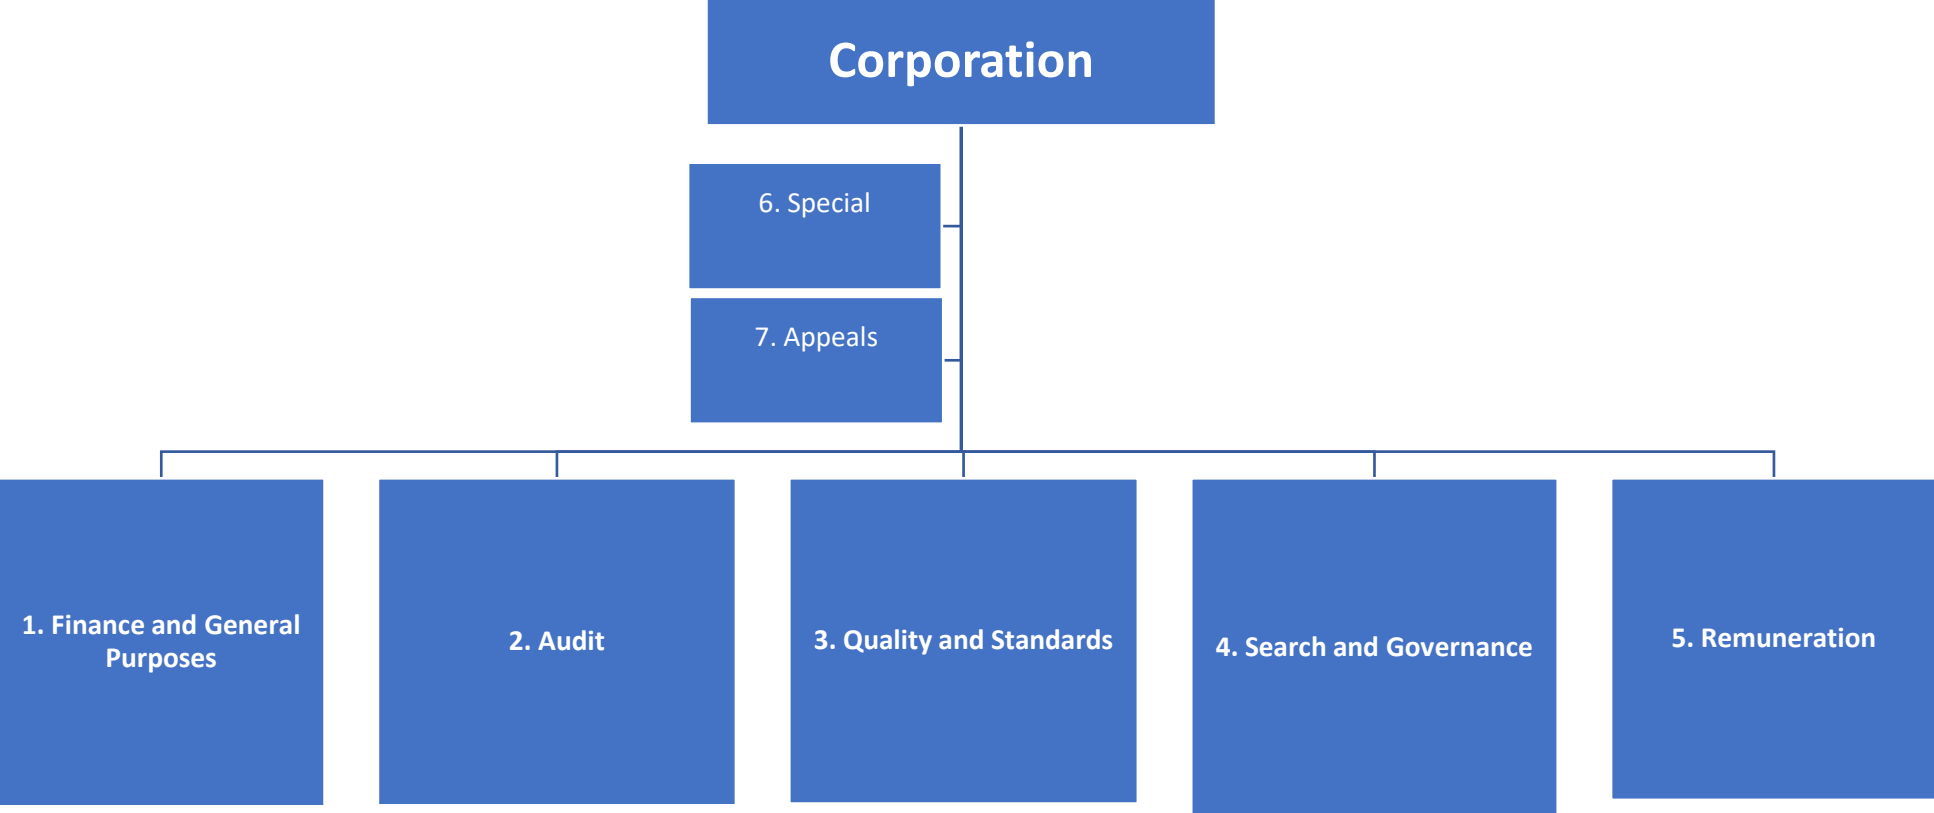 Corporation
6. Special
7. Appeals
1. Finance and General
Purposes
2. Audit
3. Quality and Standards
4. Search and Governance
5. Remuneration